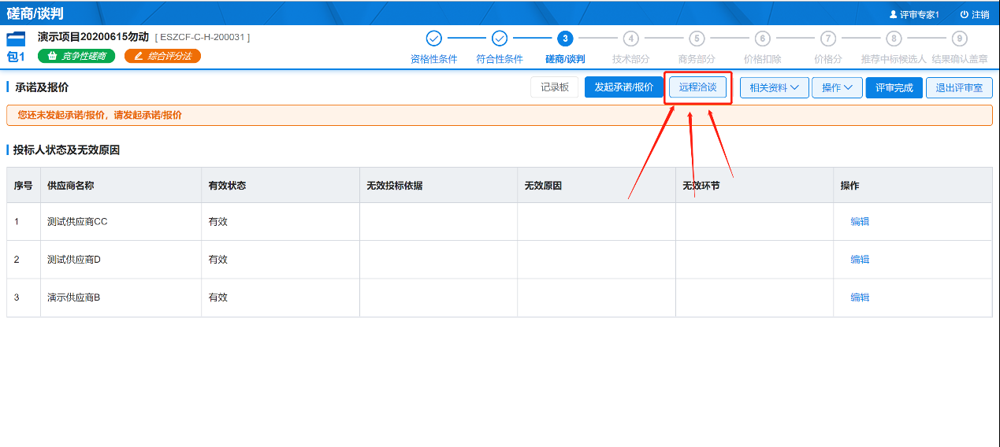 磋商/谈判
评审专家1 注销
演示项目20200615勿动 [ ESZCF-C-H-200031 ]
包1 竞争性磋商 综合评分法
3 4 5 6 7 8 9
资格性条件 符合性条件 磋商/谈判 技术部分 商务部分 价格扣除 价格分 推荐中标候选人 结果确认盖章
承诺及报价 记录板 发起承诺/报价 远程洽谈 相关资料 操作 评审完成 退出评审室
您还未发起承诺/报价，请发起承诺/报价
投标人状态及无效原因
序号 供应商名称 有效状态 无效投标依据 无效原因 无效环节 操作
1 测试供应商CC 有效 编辑
2 测试供应商D 有效 编辑
3 演示供应商B 有效 编辑